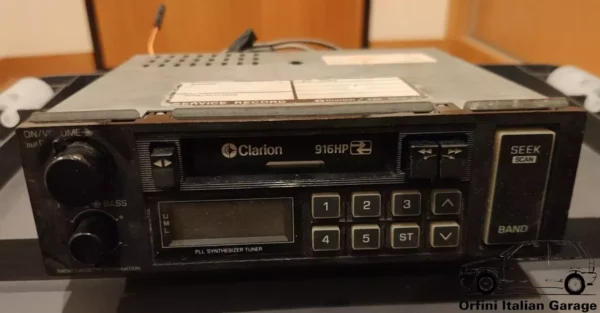 SERVICE RECORD
ON/VOLUME
Clarion
916HP
SEEK
SCAN
BASS
1 2 3
4 5 ST
PLL SYNTHESIZER TUNER
BAND
Orfini Italian Garage